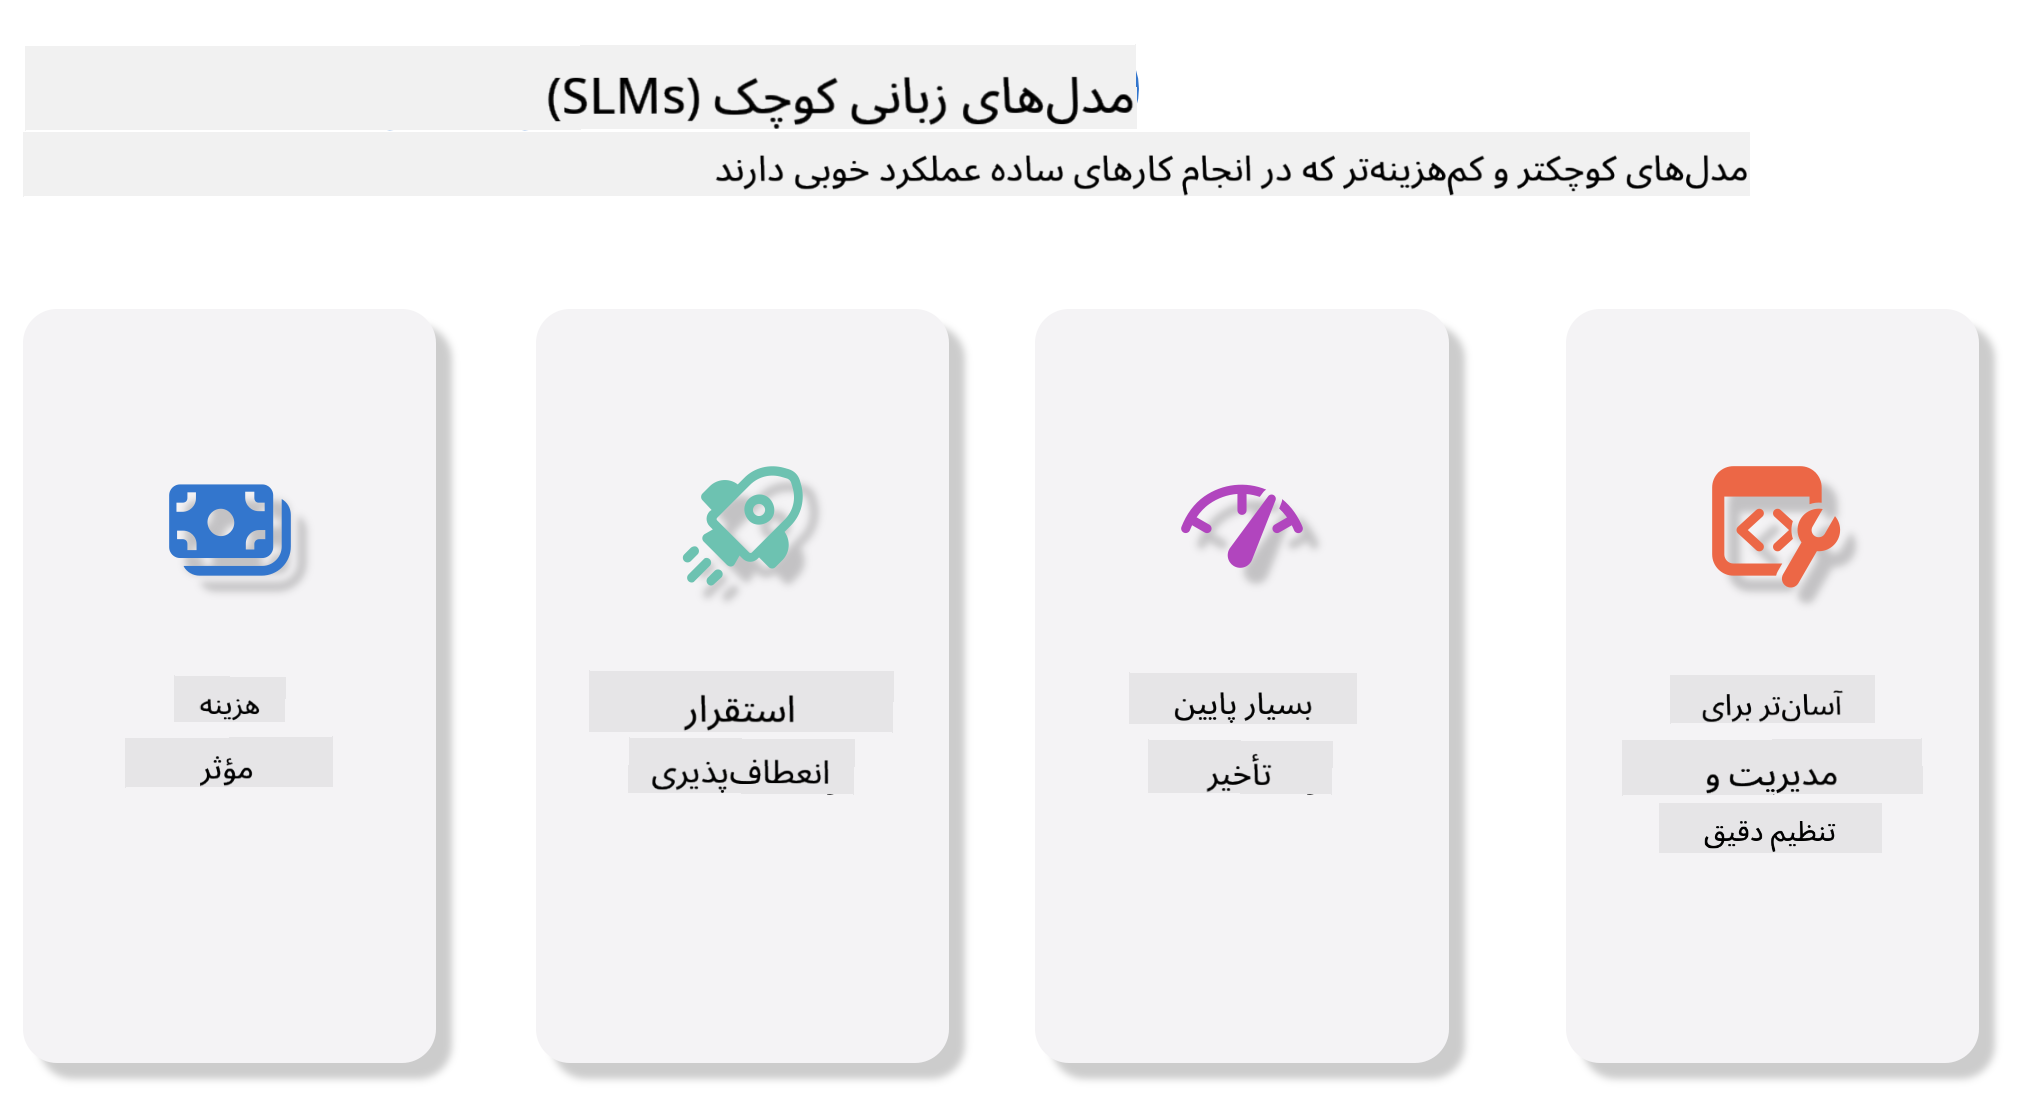 مدل‌های زبانی کوچک (SLMs)
مدل‌های کوچکتر و کم‌هزینه‌تر که در انجام کارهای ساده عملکرد خوبی دارند
هزینه
مؤثر
استقرار
انعطاف‌پذیری
بسیار پایین
تأخیر
آسان‌تر برای
مدیریت و
تنظیم دقیق